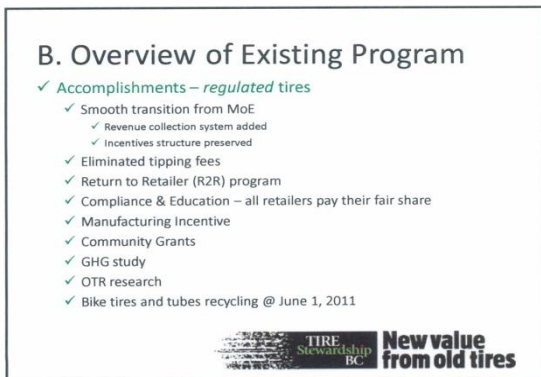 B. Overview of Existing Program
✓ Accomplishments – regulated tires
✓ Smooth transition from MoE
✓ Revenue collection system added
✓ Incentives structure preserved
✓ Eliminated tipping fees
✓ Return to Retailer (R2R) program
✓ Compliance & Education – all retailers pay their fair share
✓ Manufacturing Incentive
✓ Community Grants
✓ GHG study
✓ OTR research
✓ Bike tires and tubes recycling @ June 1, 2011
TIRE
Stewardship
BC
New value
from old tires